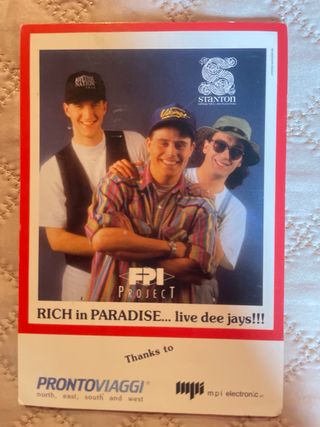 STANTON
FPI
PROJECT
RICH in PARADISE... live dee jays!!!
Thanks to
PRONTOVIAGGI®
north, east, south and west
mpi
mpi electronic